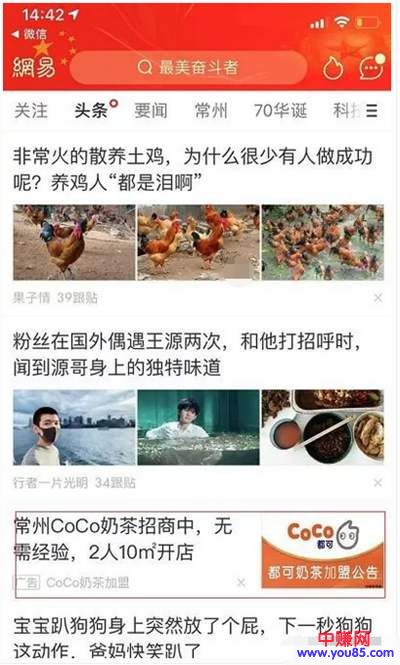 14:42
微信
網易
最美奋斗者
关注 头条 要闻 常州 70华诞 科技
非常火的散养土鸡，为什么很少有人做成功
呢？养鸡人“都是泪啊”
果子情 39跟贴
粉丝在国外偶遇王源两次，和他打招呼时，
闻到源哥身上的独特味道
行者一片光明 34跟贴
常州CoCo奶茶招商中，无
需经验，2人10㎡开店
广告 CoCo奶茶加盟
CoCo
都可
都可奶茶加盟公告
宝宝趴狗狗身上突然放了个屁，下一秒狗狗
这动作，爸妈快笑趴了
中赚网
www.you85.com